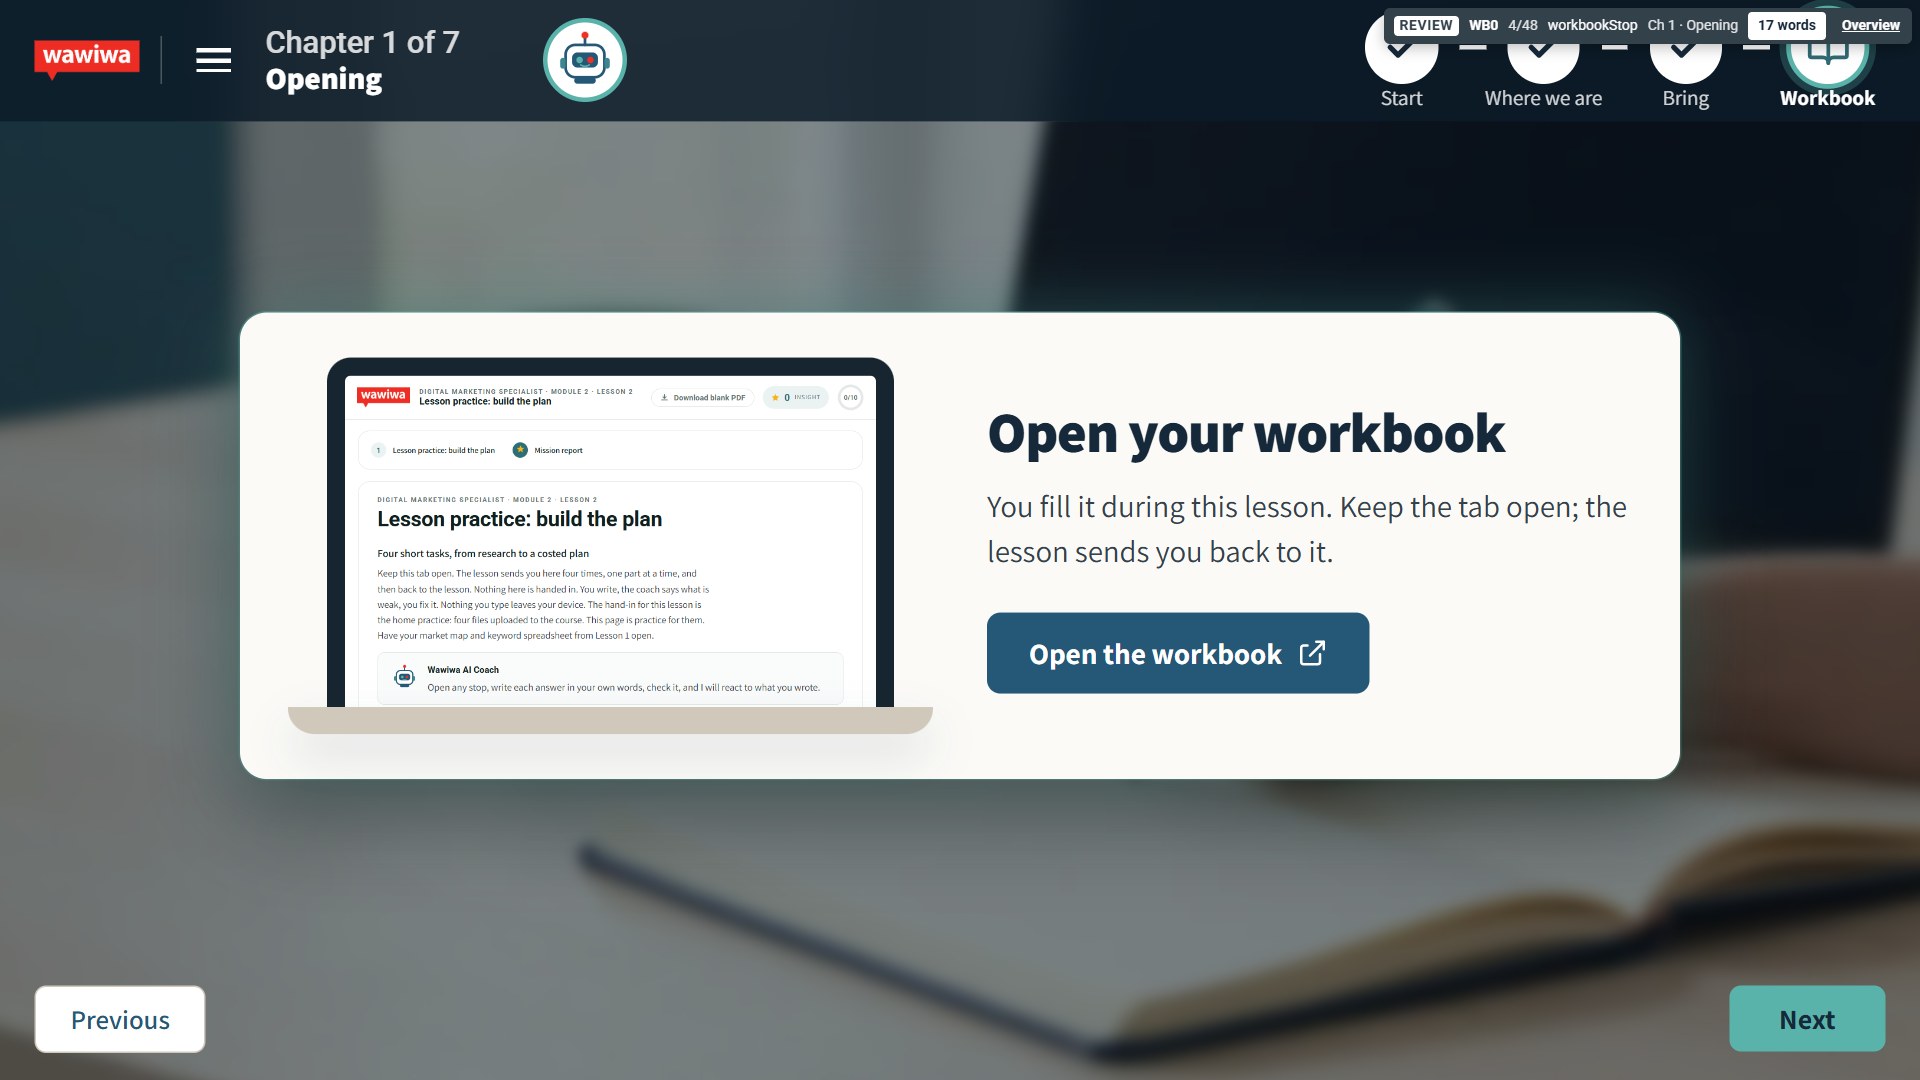 wawiwa
Chapter 1 of 7
Opening
REVIEW WB0 4/48 workbookStop Ch 1 · Opening 17 words Overview
Start
Where we are
Bring
Workbook
wawiwa
DIGITAL MARKETING SPECIALIST · MODULE 2 · LESSON 2
Lesson practice: build the plan
Download blank PDF
0 INSIGHT
0/10
1 Lesson practice: build the plan
Mission report
DIGITAL MARKETING SPECIALIST · MODULE 2 · LESSON 2
Lesson practice: build the plan
Four short tasks, from research to a costed plan
Keep this tab open. The lesson sends you here four times, one part at a time, and
then back to the lesson. Nothing here is handed in. You write, the coach says what is
weak, you fix it. Nothing you type leaves your device. The hand-in for this lesson is
the home practice: four files uploaded to the course. This page is practice for them.
Have your market map and keyword spreadsheet from Lesson 1 open.
Wawiwa AI Coach
Open any stop, write each answer in your own words, check it, and I will react to what you wrote.
Open your workbook
You fill it during this lesson. Keep the tab open; the
lesson sends you back to it.
Open the workbook
Previous
Next